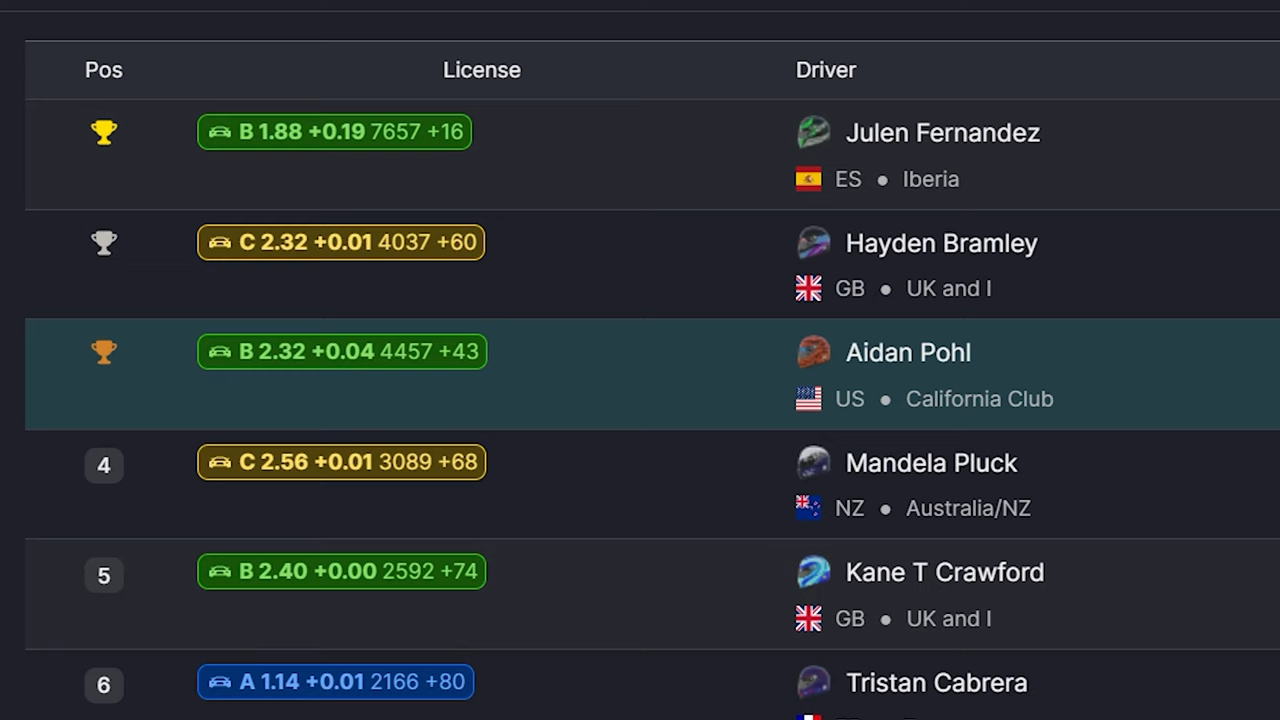 Pos License Driver
B 1.88 +0.19 7657 +16 Julen Fernandez
ES • Iberia
C 2.32 +0.01 4037 +60 Hayden Bramley
GB • UK and I
B 2.32 +0.04 4457 +43 Aidan Pohl
US • California Club
4 C 2.56 +0.01 3089 +68 Mandela Pluck
NZ • Australia/NZ
5 B 2.40 +0.00 2592 +74 Kane T Crawford
GB • UK and I
6 A 1.14 +0.01 2166 +80 Tristan Cabrera